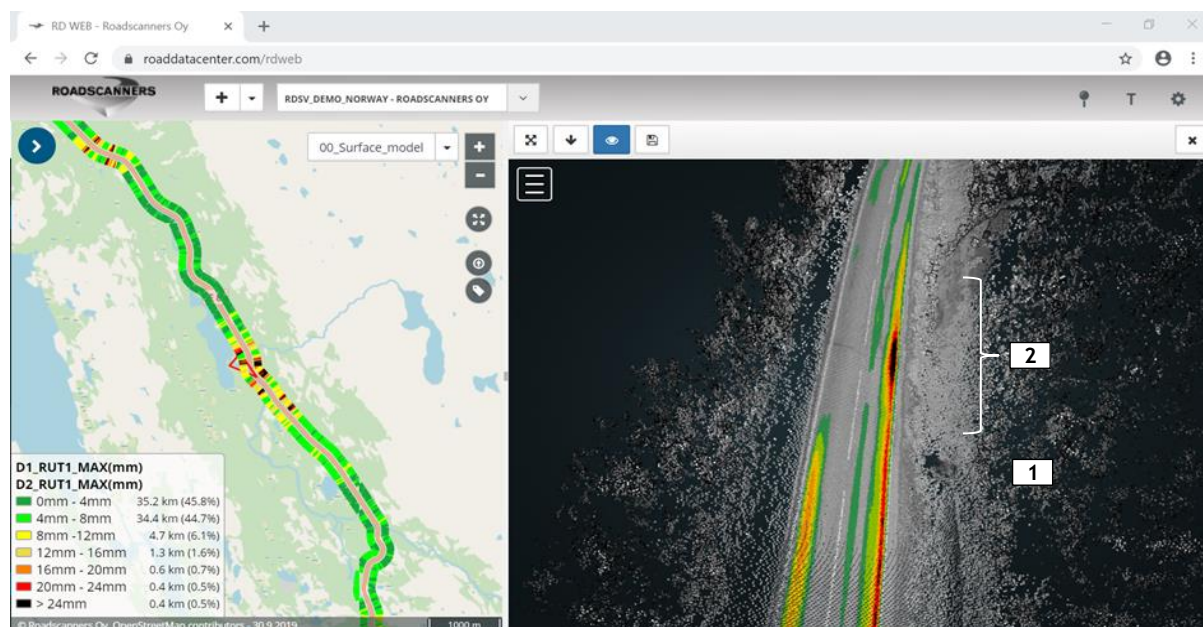 RD WEB - Roadscanners Oy
roaddatacenter.com/rdweb
ROADSCANNERS
RDSV_DEMO_NORWAY - ROADSCANNERS OY
T
00_Surface_model
D1_RUT1_MAX(mm)
D2_RUT1_MAX(mm)
0mm - 4mm 35.2 km (45.8%)
4mm - 8mm 34.4 km (44.7%)
8mm -12mm 4.7 km (6.1%)
12mm - 16mm 1.3 km (1.6%)
16mm - 20mm 0.6 km (0.7%)
20mm - 24mm 0.4 km (0.5%)
> 24mm 0.4 km (0.5%)
© Roadscanners Oy, OpenStreetMap contributors - 30.9.2019
1000 m
2
1